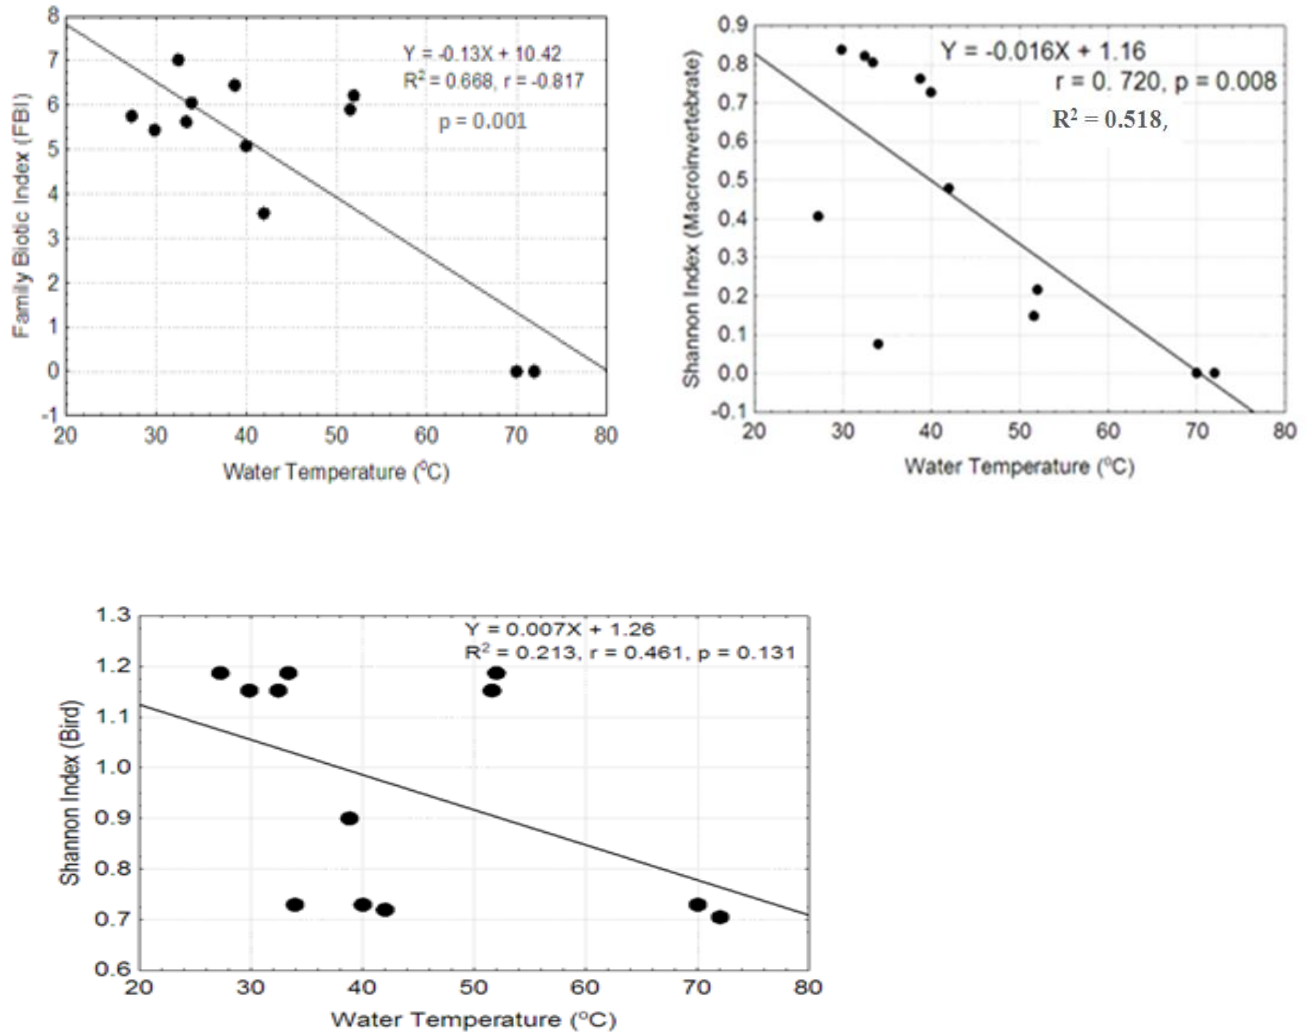 Y = -0.13X + 10.42
R² = 0.668, r = -0.817
p = 0.001
Family Biotic Index (FBI)
8
7
6
5
4
3
2
1
0
-1
20 30 40 50 60 70 80
Water Temperature (⁰C)
Y = -0.016X + 1.16
r = 0. 720, p = 0.008
R² = 0.518,
Shannon Index (Macroinvertebrate)
0.9
0.8
0.7
0.6
0.5
0.4
0.3
0.2
0.1
0.0
-0.1
20 30 40 50 60 70 80
Water Temperature (⁰C)
Y = 0.007X + 1.26
R² = 0.213, r = 0.461, p = 0.131
Shannon Index (Bird)
1.3
1.2
1.1
1.0
0.9
0.8
0.7
0.6
20 30 40 50 60 70 80
Water Temperature (⁰C)